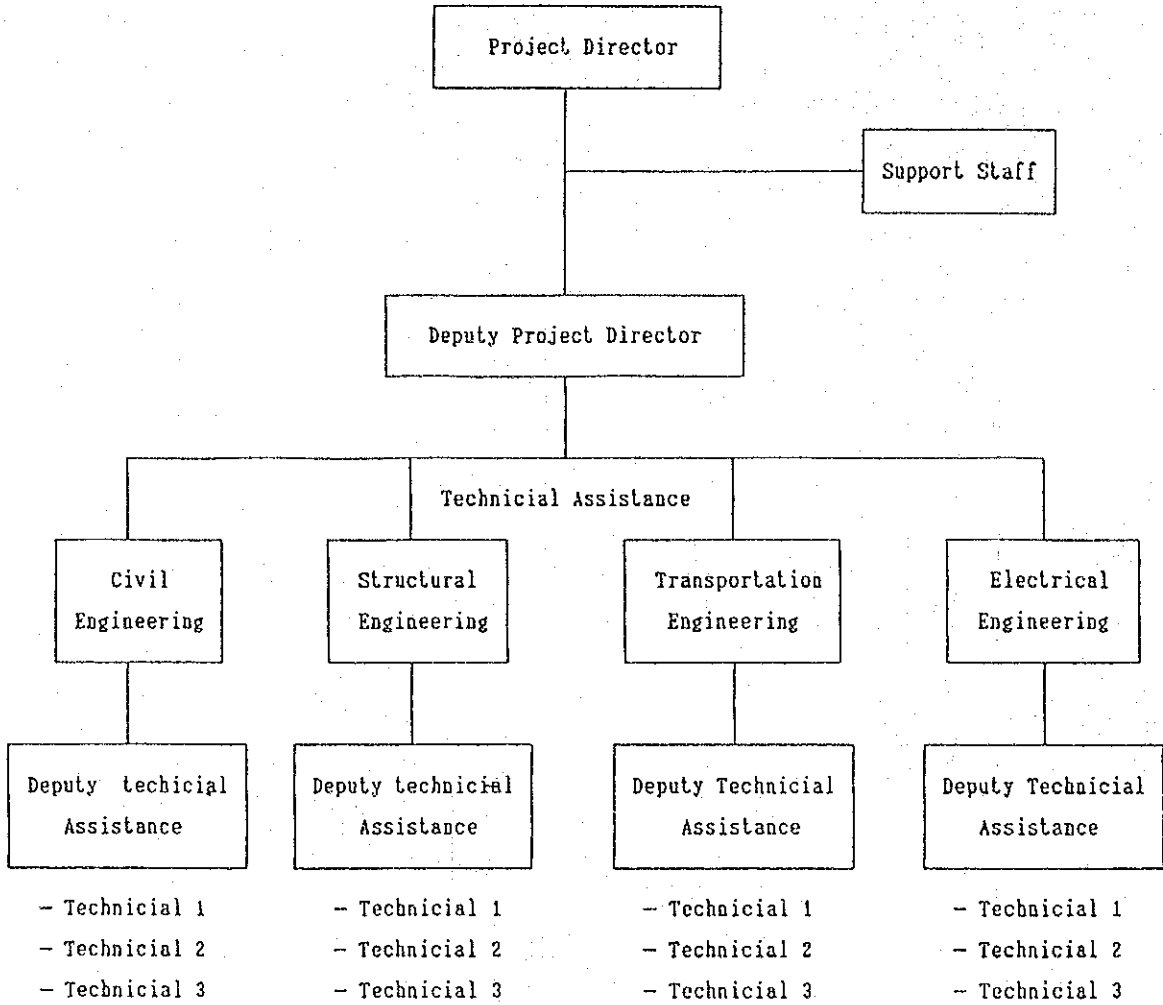 Project Director
Support Staff
Deputy Project Director
Technicial Assistance
Civil
Engineering
Structural
Engineering
Transportation
Engineering
Electrical
Engineering
Deputy techicial
Assistance
Deputy technicial
Assistance
Deputy Technicial
Assistance
Deputy Technicial
Assistance
- Technicial 1
- Technicial 2
- Technicial 3
- Technicial 1
- Technicial 2
- Technicial 3
- Technicial 1
- Technicial 2
- Technicial 3
- Technicial 1
- Technicial 2
- Technicial 3